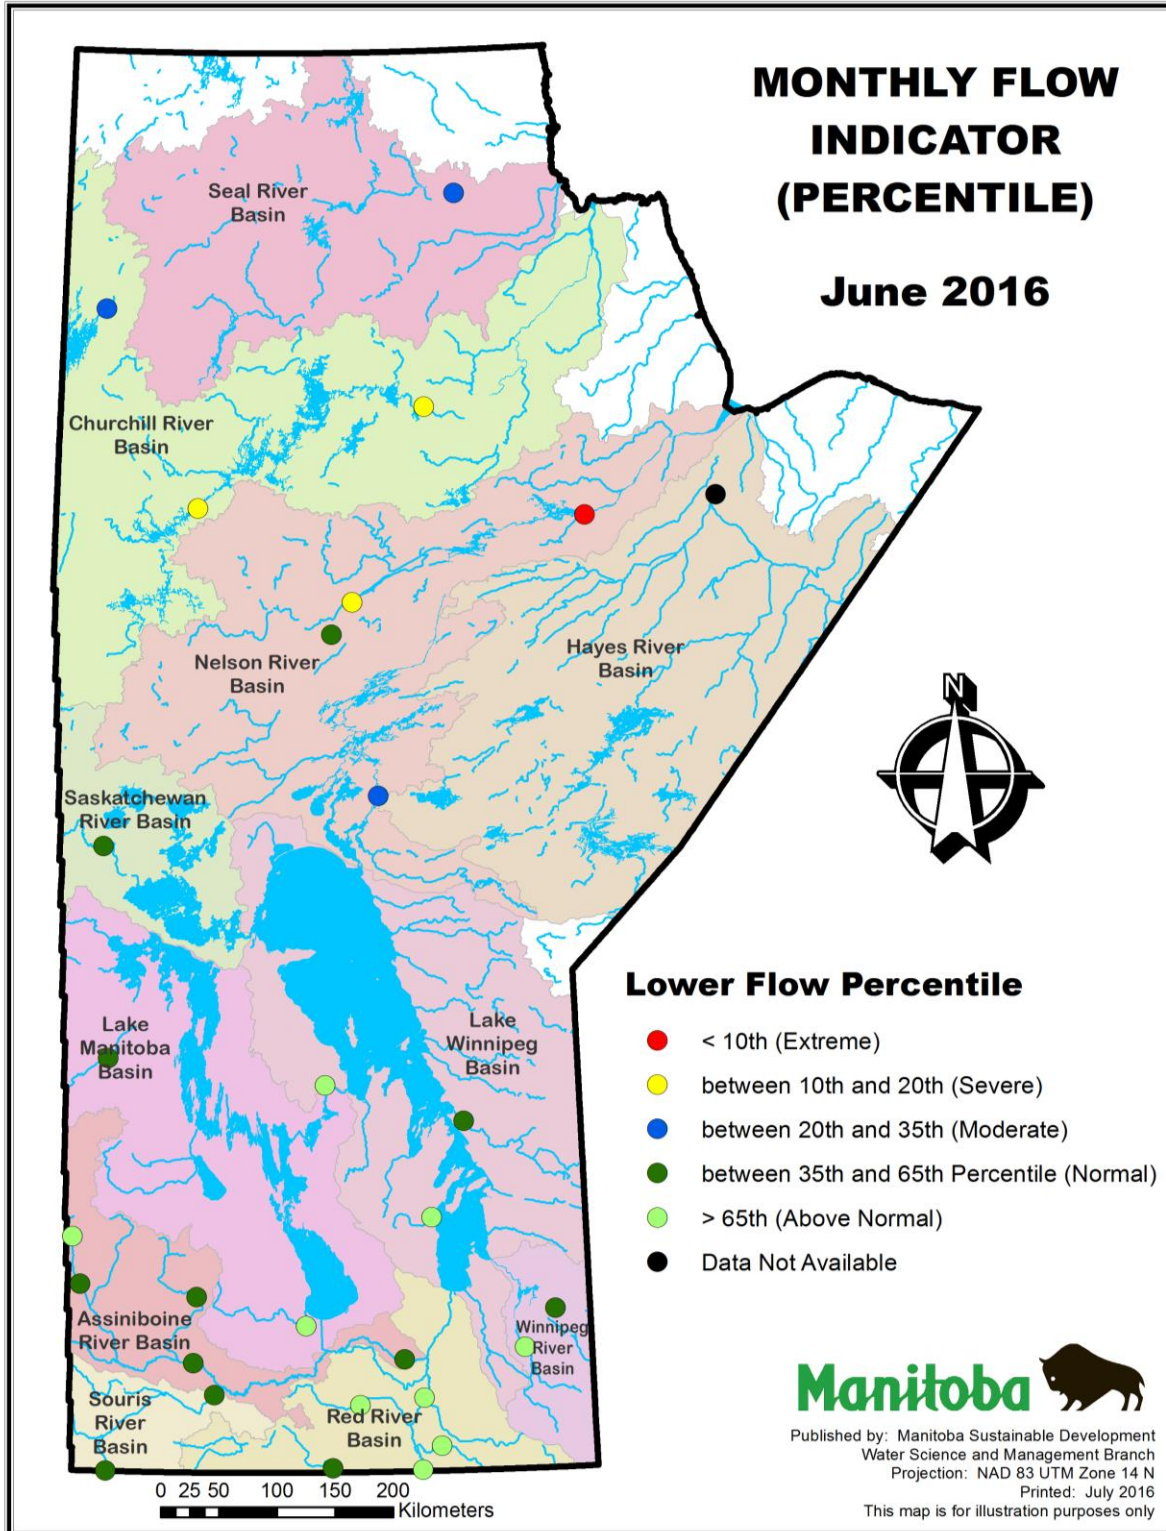 MONTHLY FLOW
INDICATOR
(PERCENTILE)
June 2016
Seal River
Basin
Churchill River
Basin
Nelson River
Basin
Hayes River
Basin
N
Saskatchewan
River Basin
Lake
Manitoba
Basin
Lake
Winnipeg
Basin
Assiniboine
River Basin
Winnipeg
River
Basin
Souris
River
Basin
Red River
Basin
0 25 50 100 150 200
Kilometers
Lower Flow Percentile
< 10th (Extreme)
between 10th and 20th (Severe)
between 20th and 35th (Moderate)
between 35th and 65th Percentile (Normal)
> 65th (Above Normal)
Data Not Available
Manitoba
Published by: Manitoba Sustainable Development
Water Science and Management Branch
Projection: NAD 83 UTM Zone 14 N
Printed: July 2016
This map is for illustration purposes only